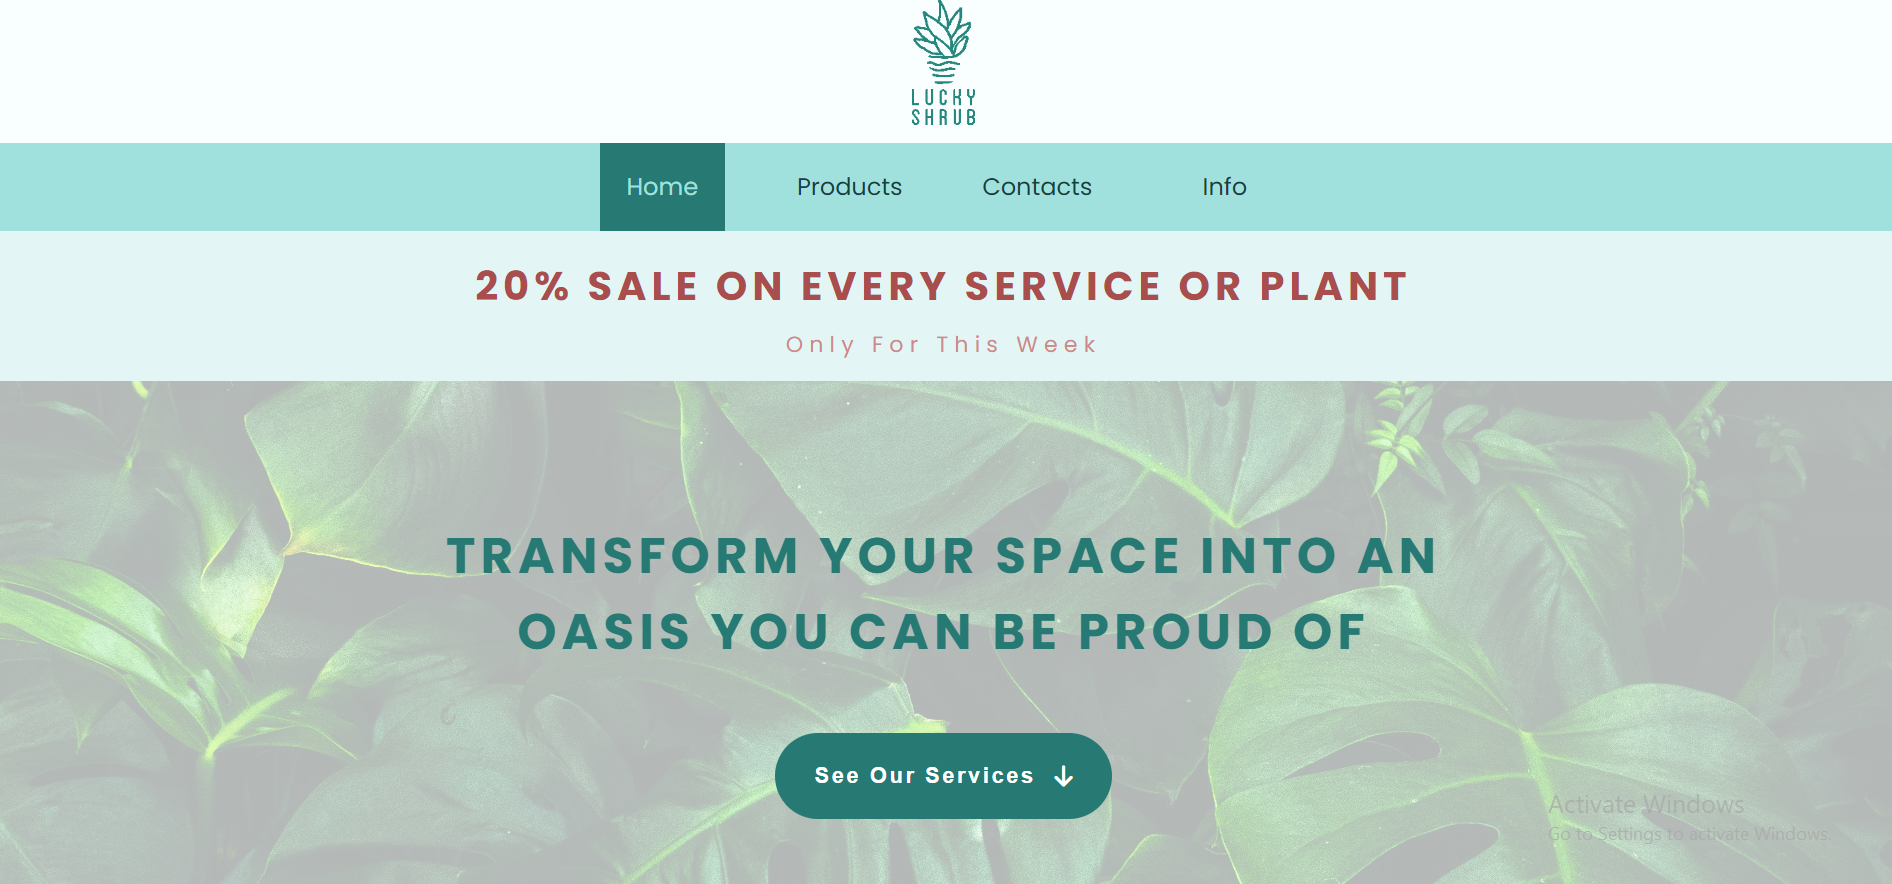 LUCKY
SHRUB
Home Products Contacts Info
20% SALE ON EVERY SERVICE OR PLANT
Only For This Week
TRANSFORM YOUR SPACE INTO AN
OASIS YOU CAN BE PROUD OF
See Our Services
Activate Windows
Go to Settings to activate Windows.